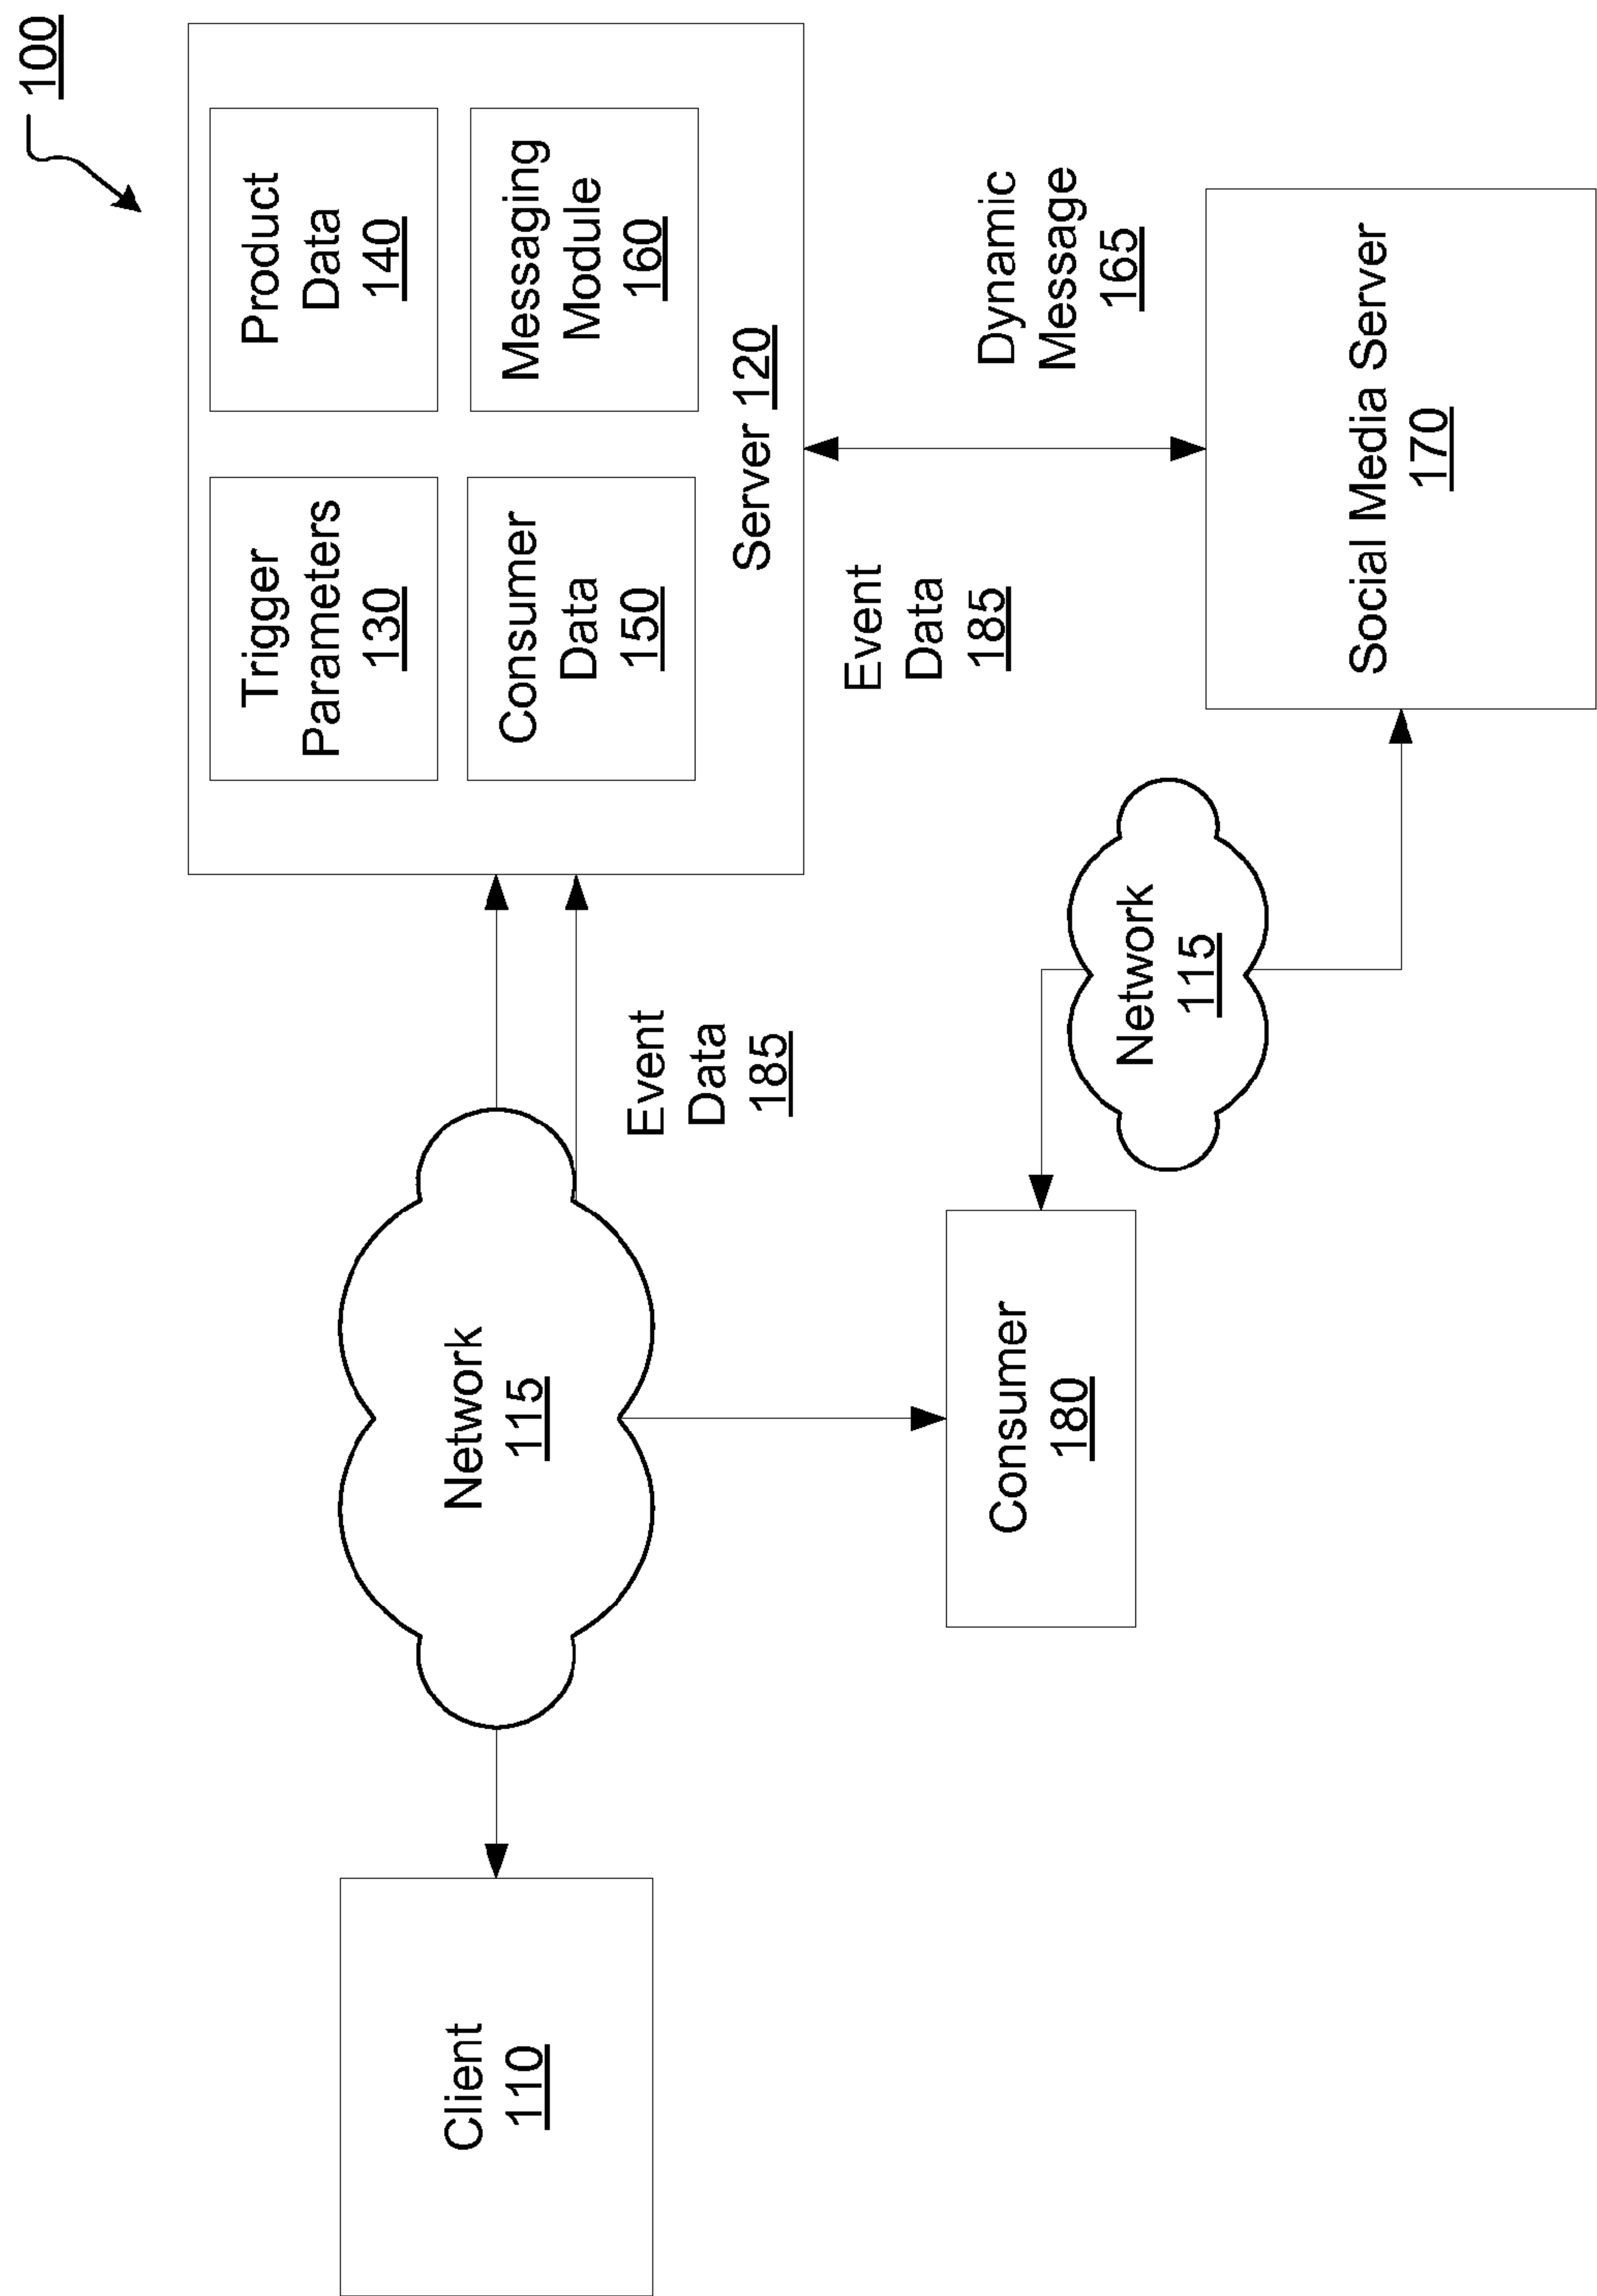 100
Trigger
Parameters
130
Product
Data
140
Consumer
Data
150
Messaging
Module
160
Server 120
Client
110
Network
115
Event
Data
185
Event
Data
185
Dynamic
Message
165
Consumer
180
Network
115
Social Media Server
170